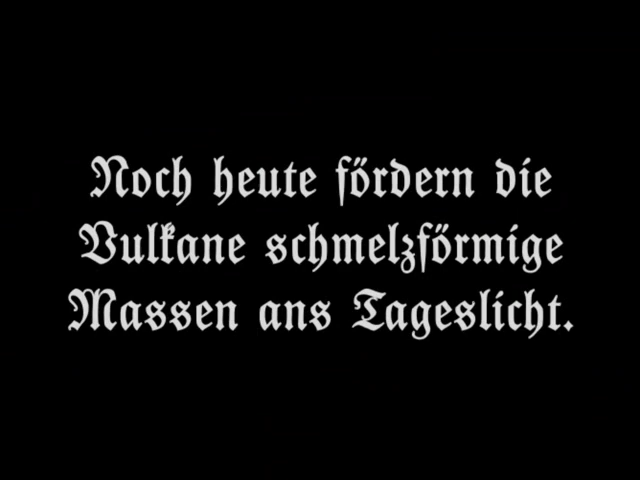 Noch heute fördern die
Vulkane schmelzförmige
Massen ans Tageslicht.